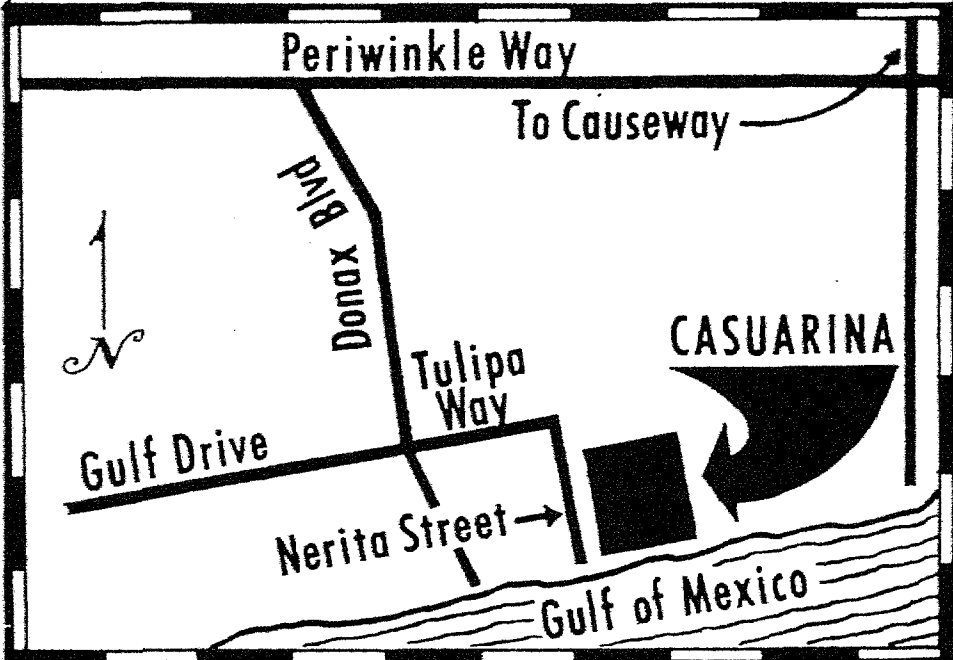 Periwinkle Way
To Causeway
Donax Blvd
N
CASUARINA
Tulipa
Way
Gulf Drive
Nerita Street
Gulf of Mexico